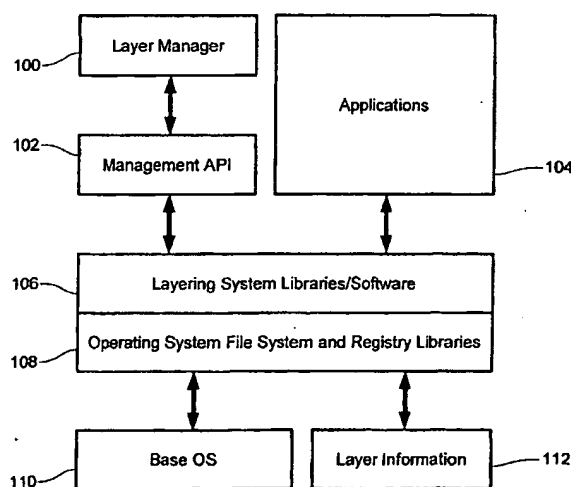 Layer Manager
100
102
Management API
Applications
104
106
Layering System Libraries/Software
108
Operating System File System and Registry Libraries
110
Base OS
Layer Information
112